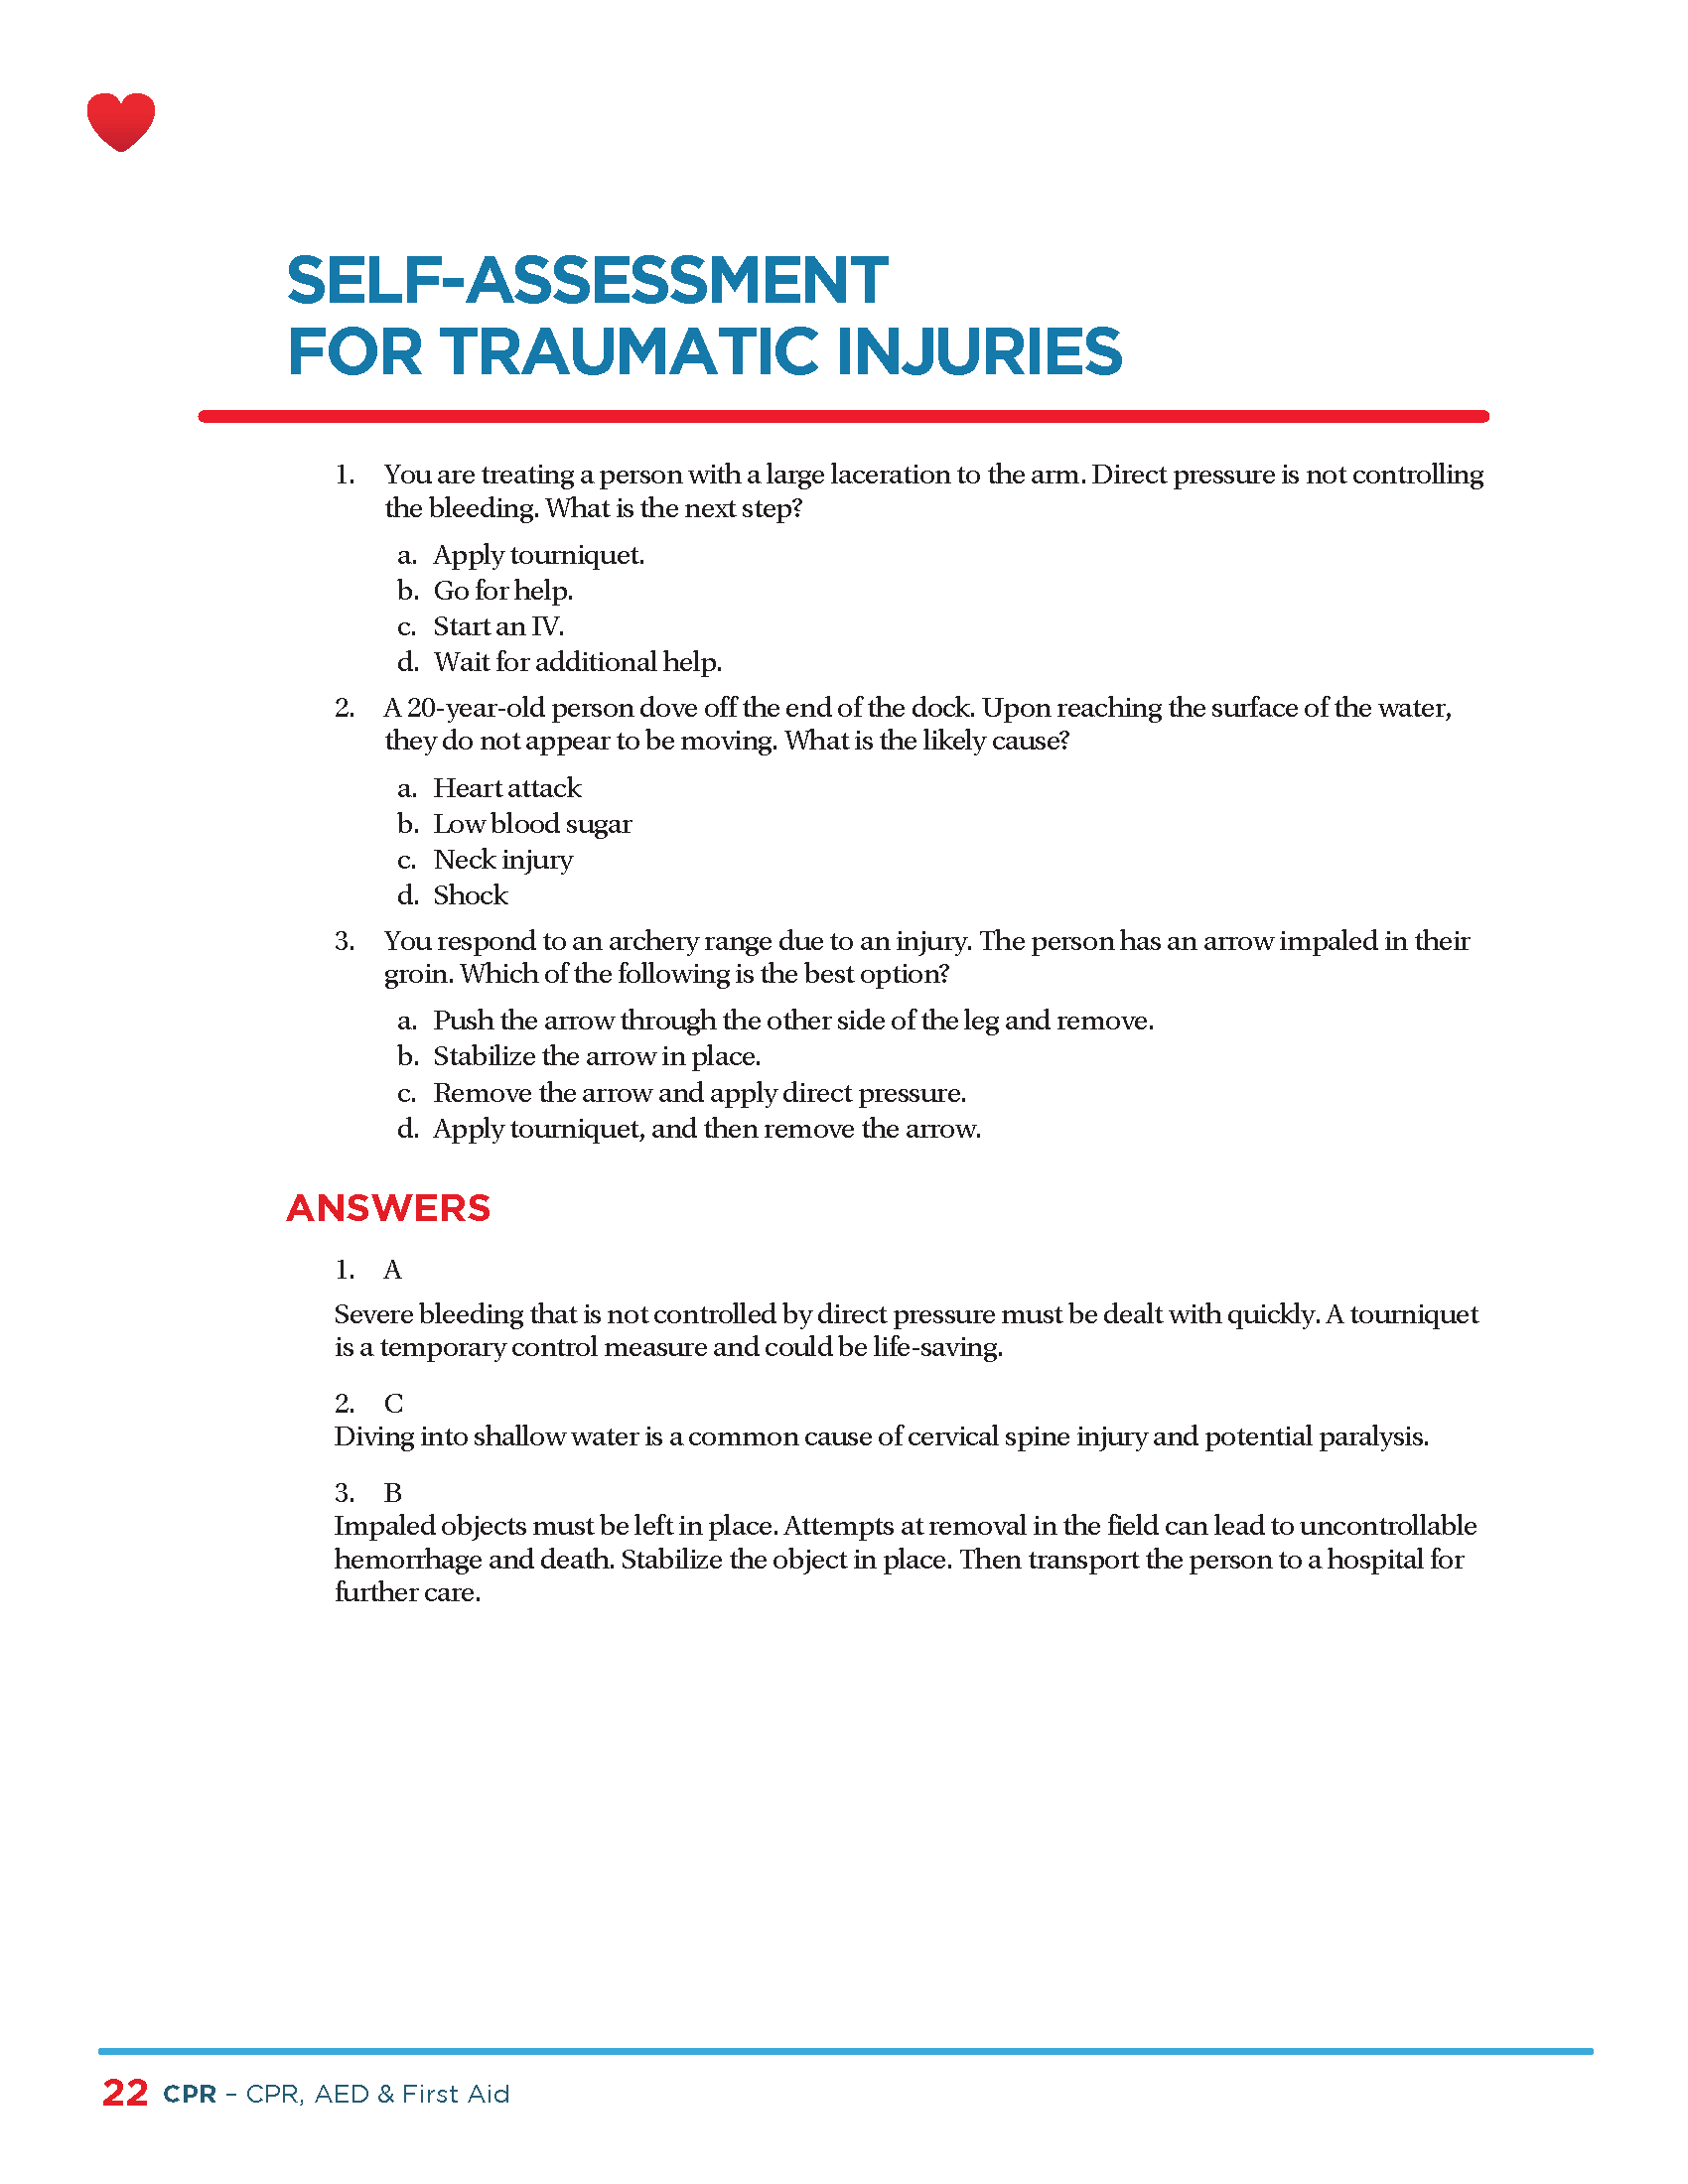 SELF-ASSESSMENT
FOR TRAUMATIC INJURIES
1. You are treating a person with a large laceration to the arm. Direct pressure is not controlling
the bleeding. What is the next step?
a. Apply tourniquet.
b. Go for help.
c. Start an IV.
d. Wait for additional help.
2. A 20-year-old person dove off the end of the dock. Upon reaching the surface of the water,
they do not appear to be moving. What is the likely cause?
a. Heart attack
b. Low blood sugar
c. Neck injury
d. Shock
3. You respond to an archery range due to an injury. The person has an arrow impaled in their
groin. Which of the following is the best option?
a. Push the arrow through the other side of the leg and remove.
b. Stabilize the arrow in place.
c. Remove the arrow and apply direct pressure.
d. Apply tourniquet, and then remove the arrow.
ANSWERS
1. A
Severe bleeding that is not controlled by direct pressure must be dealt with quickly. A tourniquet
is a temporary control measure and could be life-saving.
2. C
Diving into shallow water is a common cause of cervical spine injury and potential paralysis.
3. B
Impaled objects must be left in place. Attempts at removal in the field can lead to uncontrollable
hemorrhage and death. Stabilize the object in place. Then transport the person to a hospital for
further care.
22 CPR – CPR, AED & First Aid